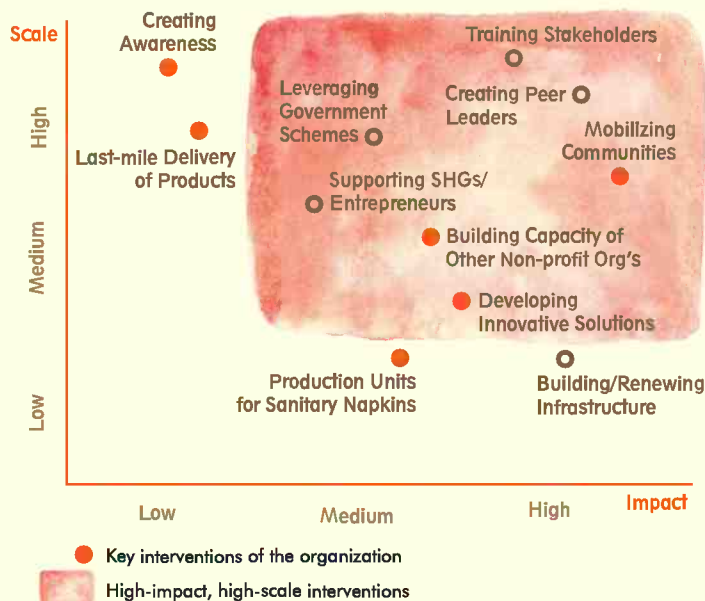 Scale
Creating
Awareness
Training Stakeholders
Leveraging
Government
Schemes
Creating Peer
Leaders
High
Mobilizing
Communities
Last-mile Delivery
of Products
Supporting SHGs/
Entrepreneurs
Medium
Building Capacity of
Other Non-profit Org's
Developing
Innovative Solutions
Production Units
for Sanitary Napkins
Building/Renewing
Infrastructure
Low
Low
Medium
High
Impact
Key interventions of the organization
High-impact, high-scale interventions